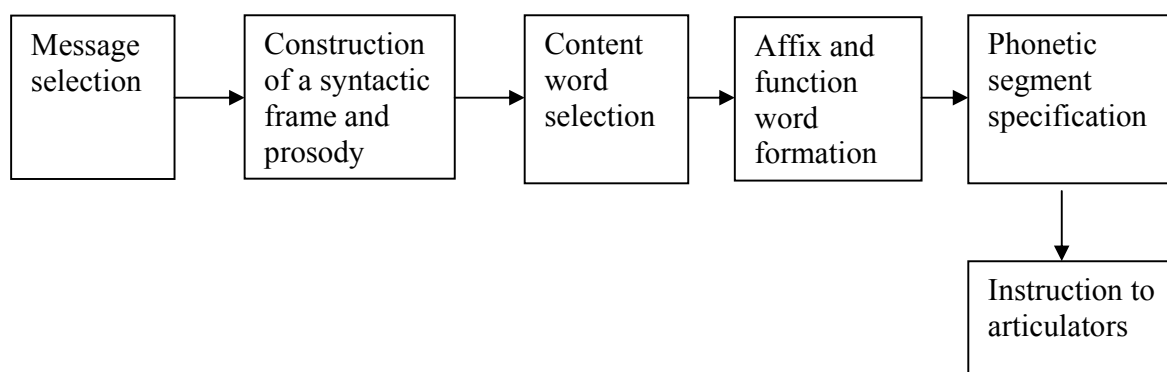 Message
selection
Construction
of a syntactic
frame and
prosody
Content
word
selection
Affix and
function
word
formation
Phonetic
segment
specification
Instruction to
articulators